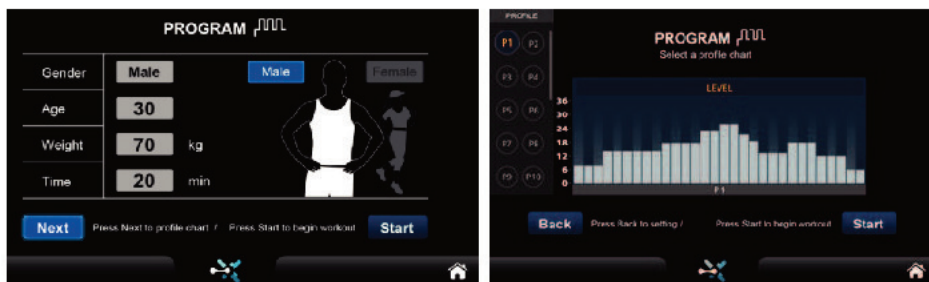 PROGRAM
Gender Male Male Female
Age 30
Weight 70 kg
Time 20 min
Next Press Next to profile chart / Press Start to begin workout Start
PROFILE
P1 P2
P3 P4
P5 P6
P7 P8
P9 P10
PROGRAM
Select a profile chart
LEVEL
36
30
24
18
12
6
0
P1
Back Press Back to setting / Press Start to begin workout Start